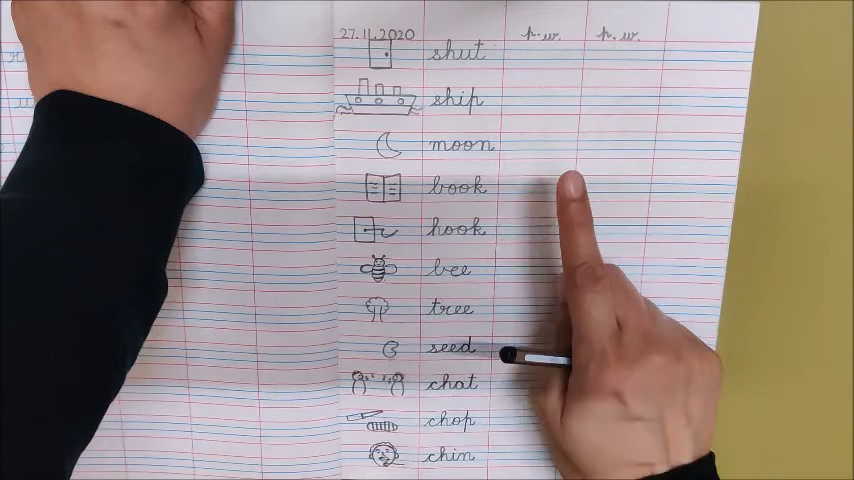 27.11.2020 p.w. p.w.
shut
ship
moon
book
hook
bee
tree
seed
chat
chop
chin